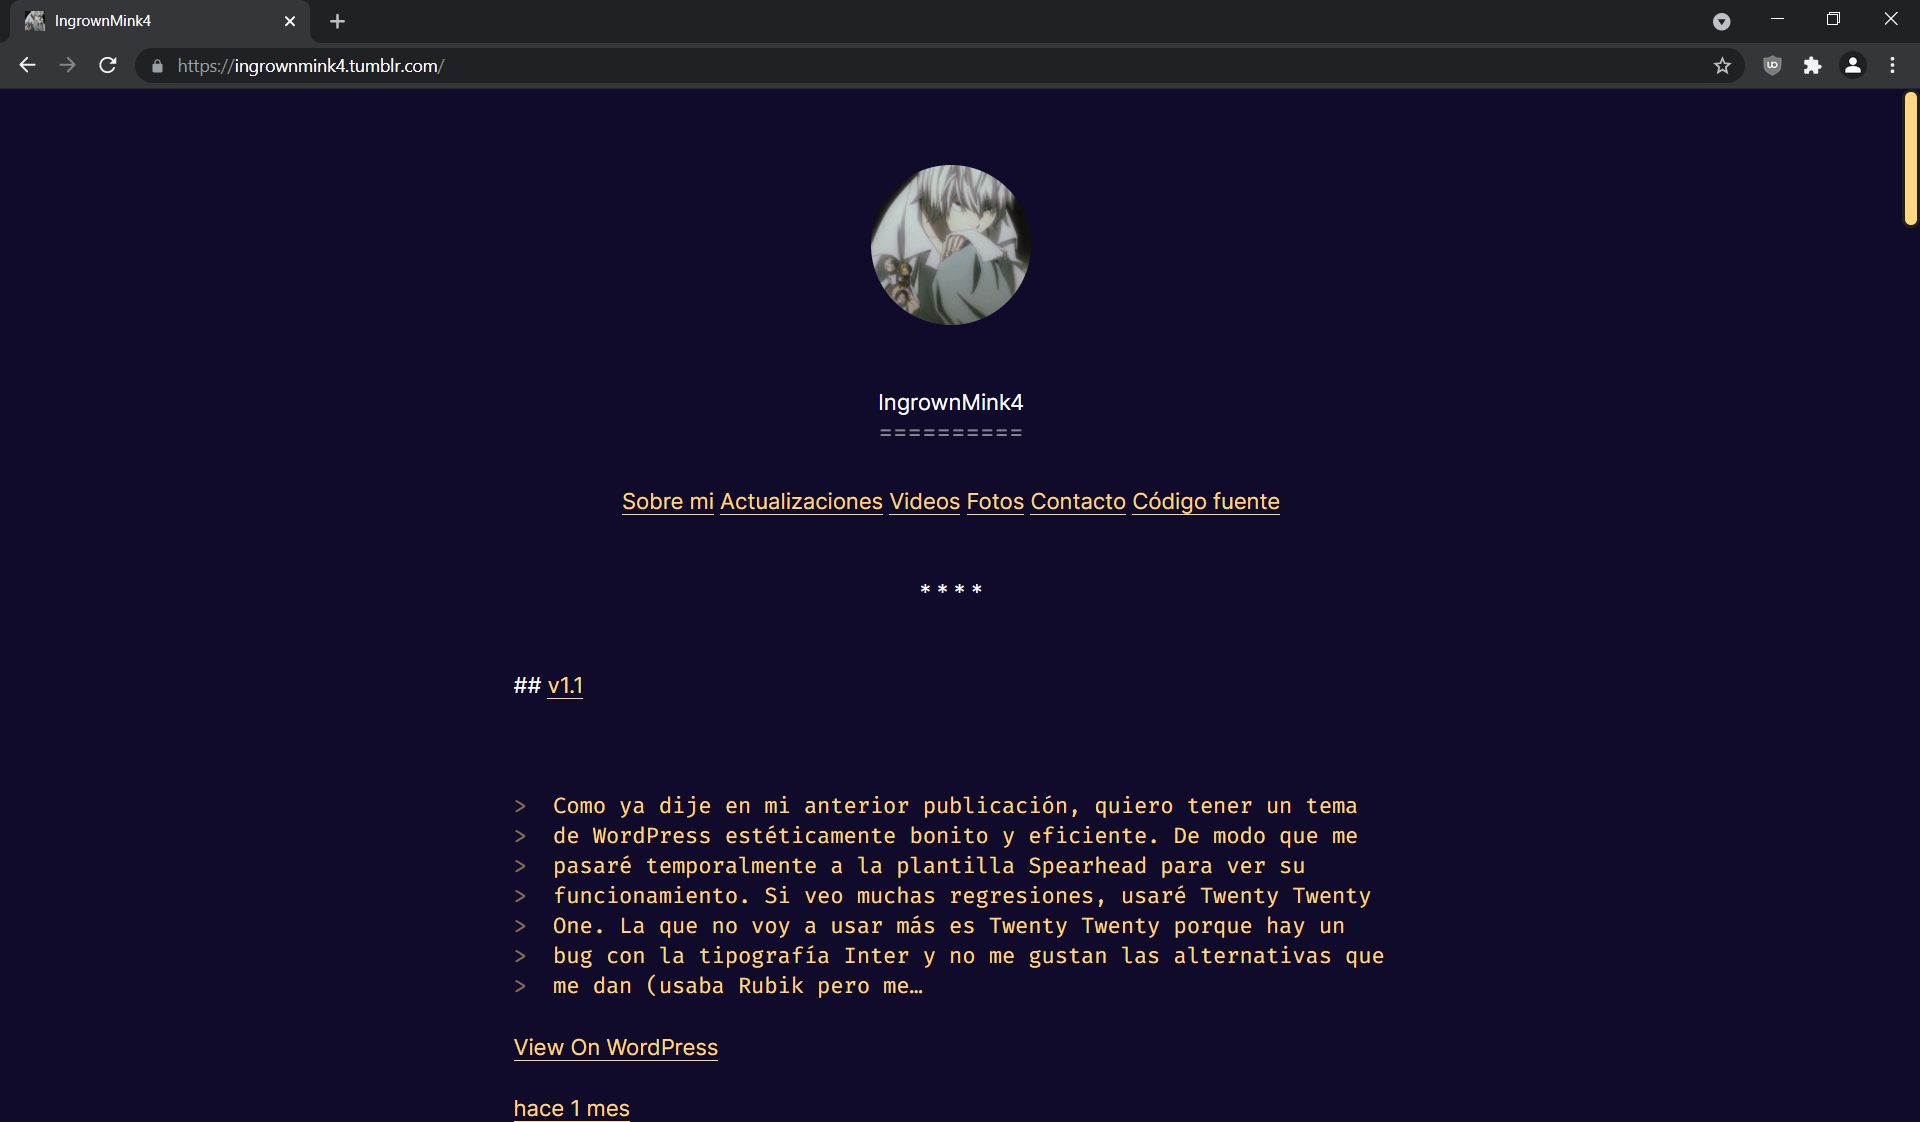 IngrownMink4
https://ingrownmink4.tumblr.com/
IngrownMink4
==========
Sobre mi Actualizaciones Videos Fotos Contacto Código fuente
* * * *
## v1.1
> Como ya dije en mi anterior publicación, quiero tener un tema
> de WordPress estéticamente bonito y eficiente. De modo que me
> pasaré temporalmente a la plantilla Spearhead para ver su
> funcionamiento. Si veo muchas regresiones, usaré Twenty Twenty
> One. La que no voy a usar más es Twenty Twenty porque hay un
> bug con la tipografía Inter y no me gustan las alternativas que
> me dan (usaba Rubik pero me…
View On WordPress
hace 1 mes